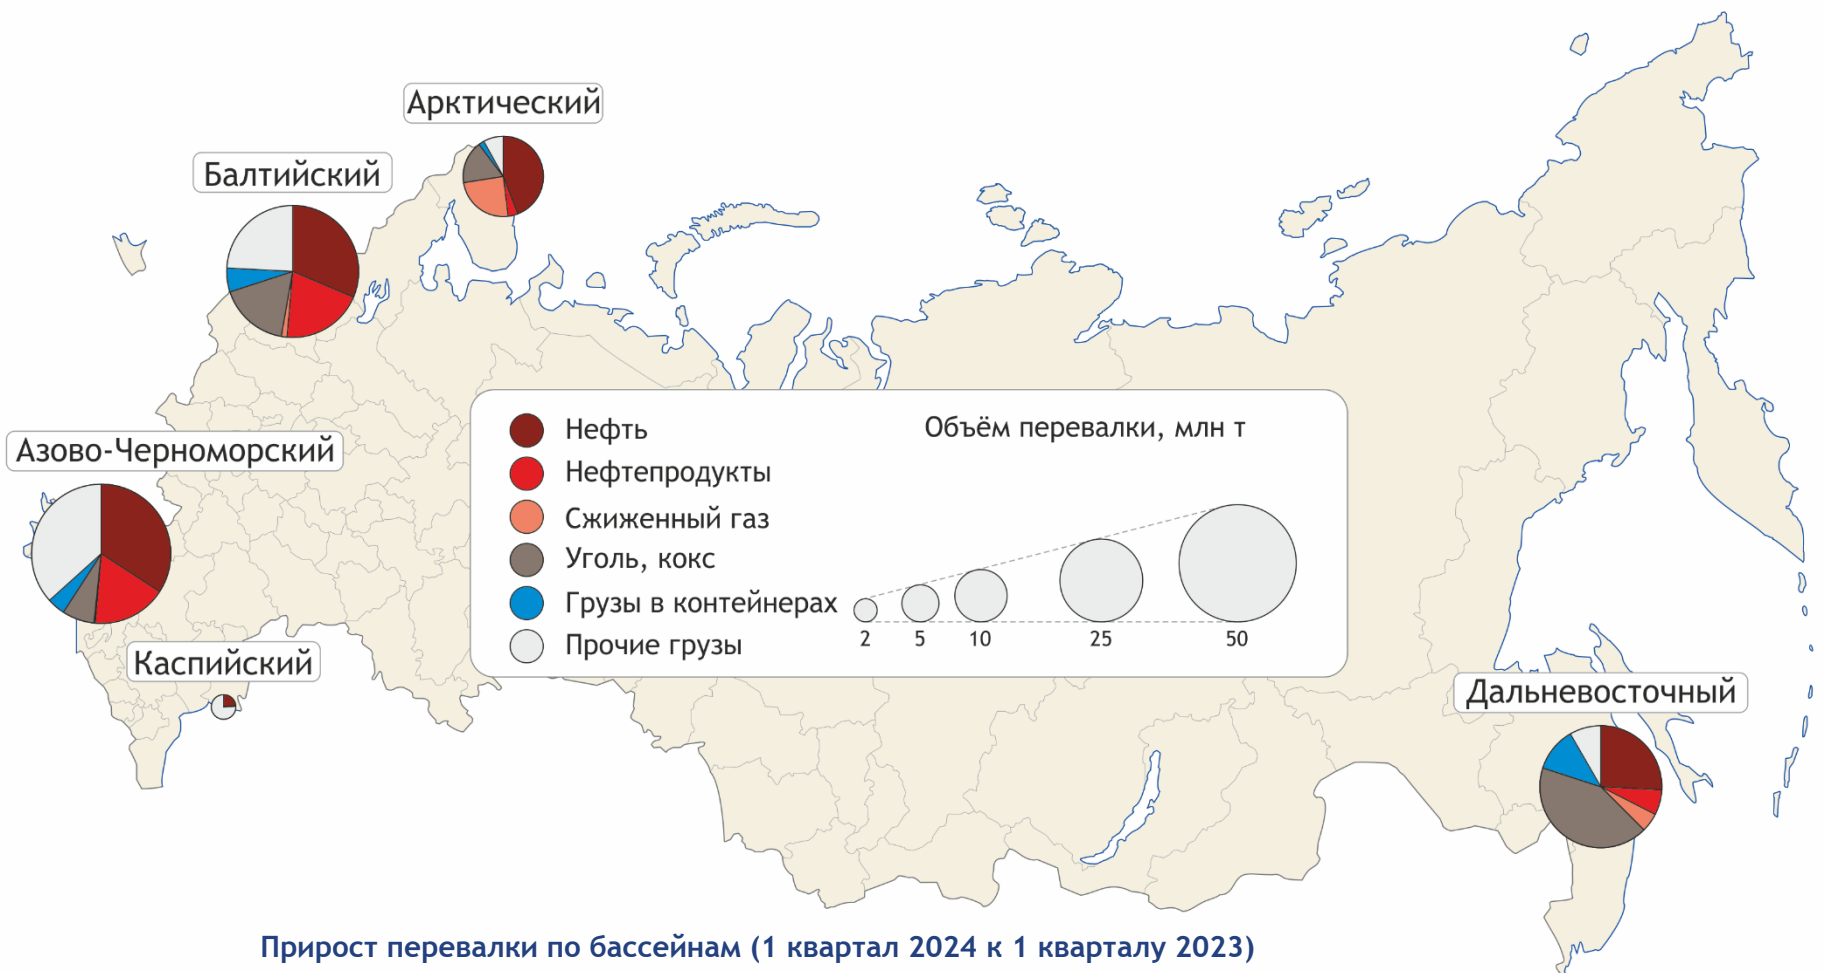 Арктический
Балтийский
Азово-Черноморский
Каспийский
Дальневосточный
Нефть
Нефтепродукты
Сжиженный газ
Уголь, кокс
Грузы в контейнерах
Прочие грузы
Объём перевалки, млн т
2 5 10 25 50
Прирост перевалки по бассейнам (1 квартал 2024 к 1 кварталу 2023)